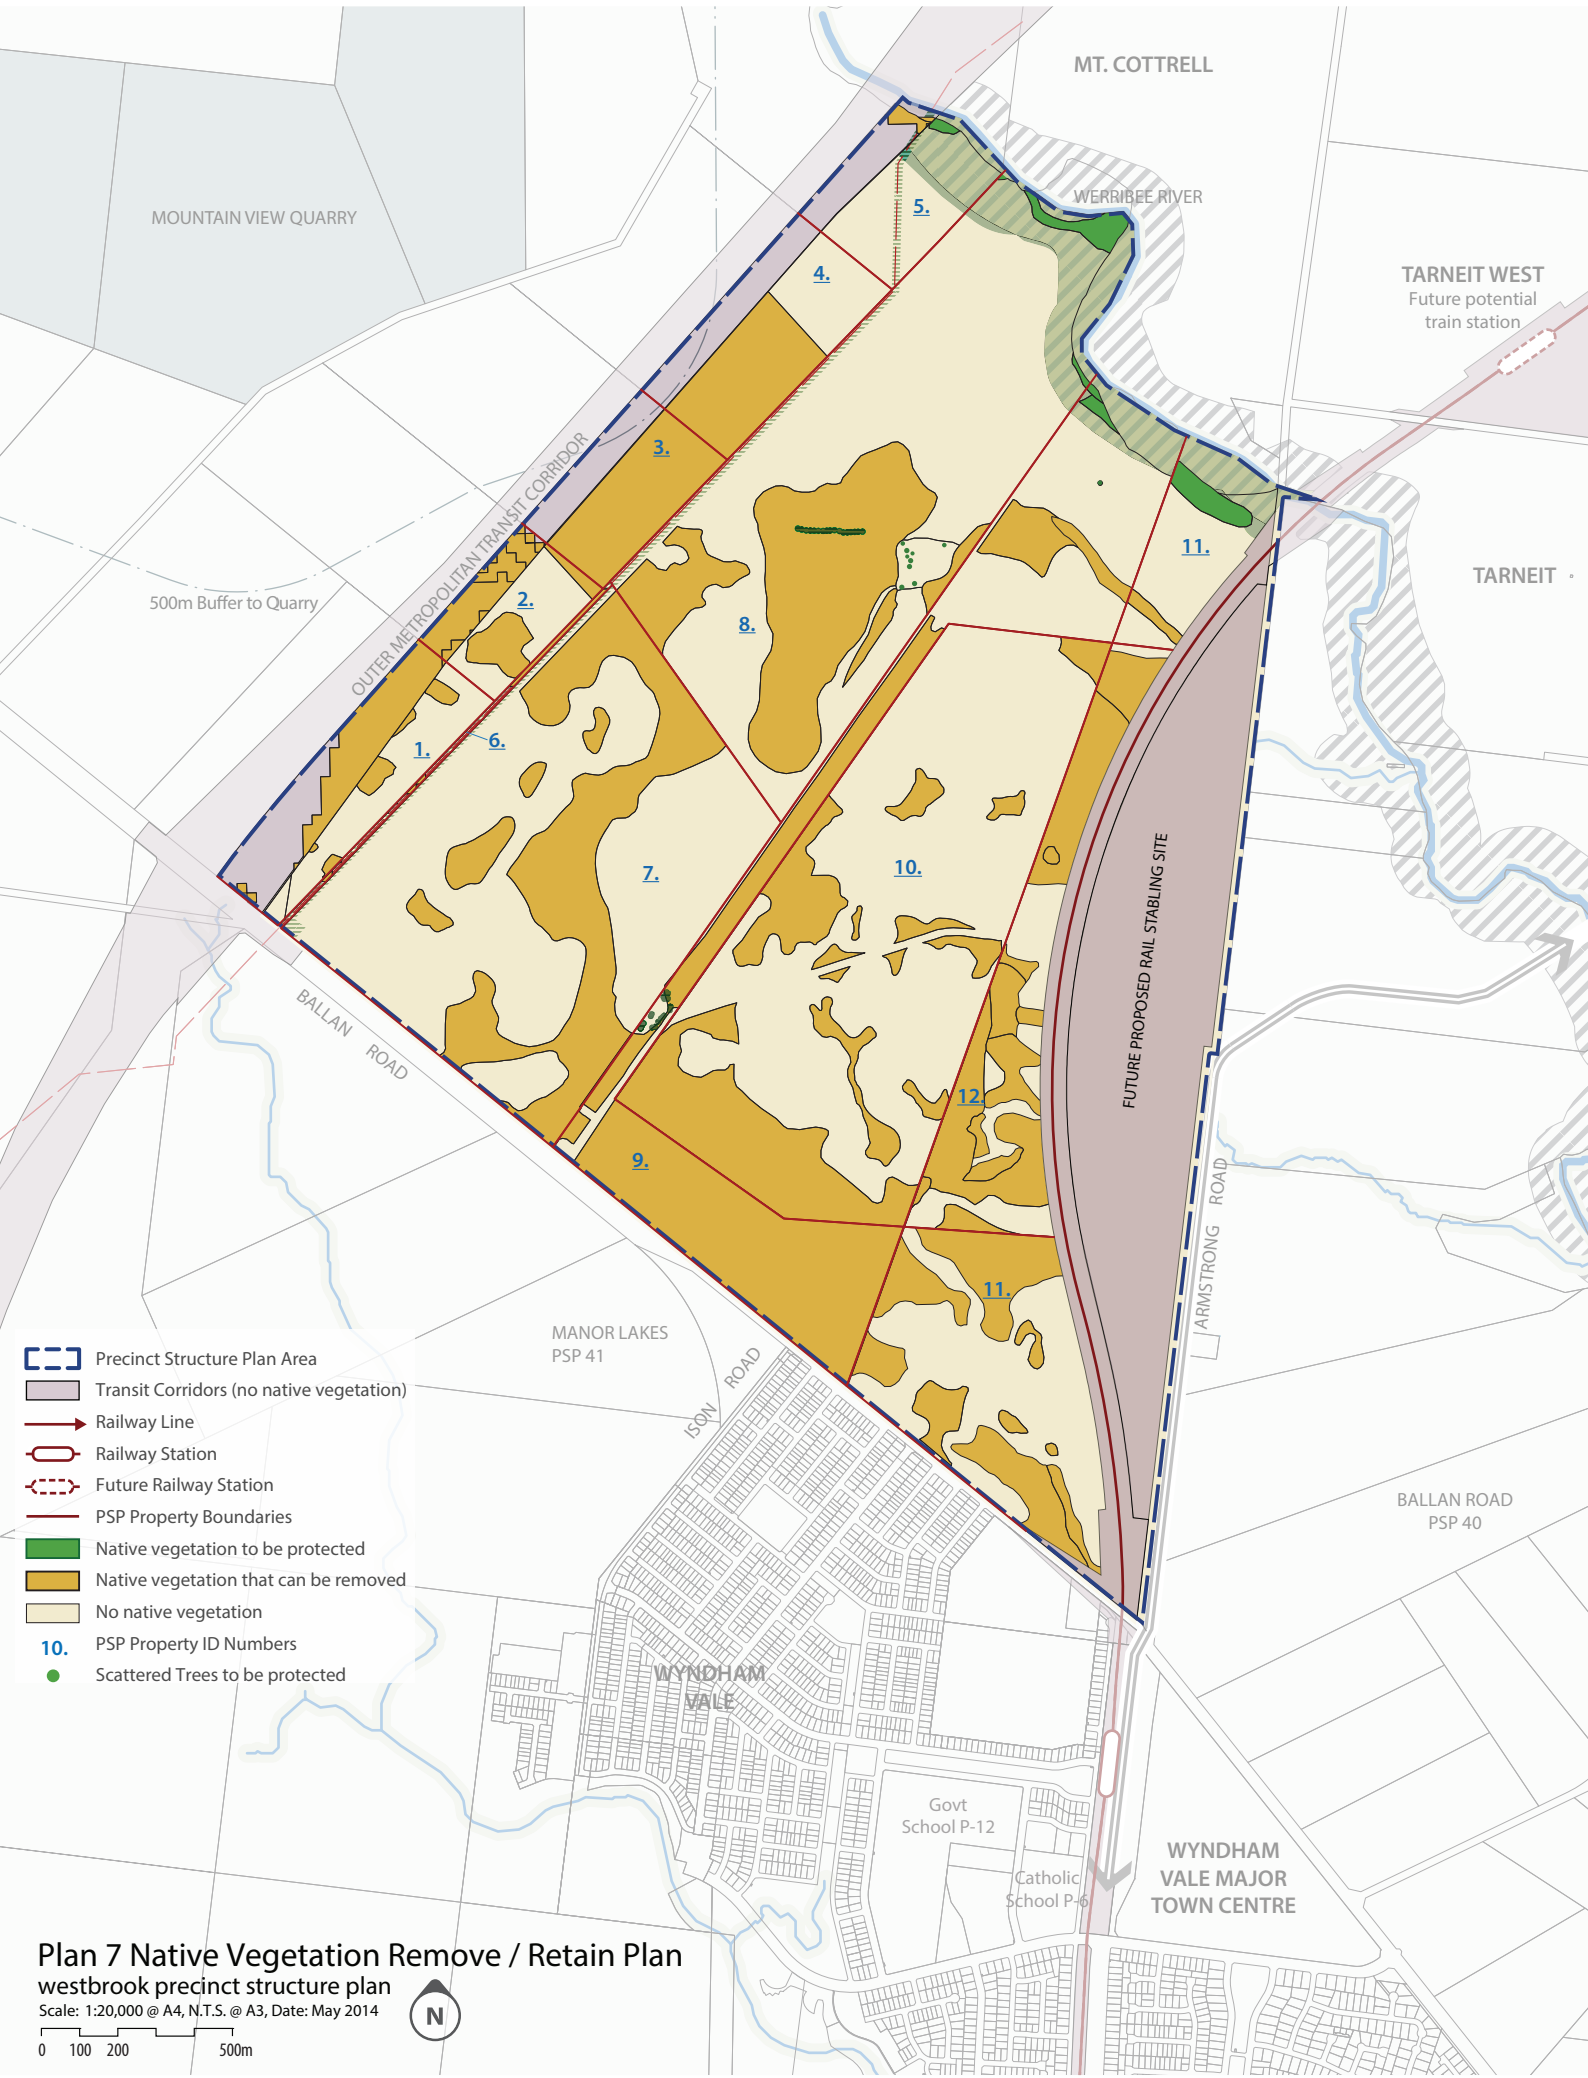 MT. COTTRELL
MOUNTAIN VIEW QUARRY
WERRIBEE RIVER
5.
4.
TARNEIT WEST
Future potential
train station
3.
OUTER METROPOLITAN TRANSIT CORRIDOR
11.
TARNEIT
500m Buffer to Quarry
2.
8.
1.
6.
7.
10.
FUTURE PROPOSED RAIL STABLING SITE
BALLAN ROAD
12.
9.
ARMSTRONG ROAD
11.
MANOR LAKES
PSP 41
ISON ROAD
Precinct Structure Plan Area
Transit Corridors (no native vegetation)
Railway Line
Railway Station
Future Railway Station
PSP Property Boundaries
Native vegetation to be protected
Native vegetation that can be removed
No native vegetation
10. PSP Property ID Numbers
Scattered Trees to be protected
BALLAN ROAD
PSP 40
WYNDHAM
VALE
Govt
School P-12
Catholic
School P-6
WYNDHAM
VALE MAJOR
TOWN CENTRE
Plan 7 Native Vegetation Remove / Retain Plan
westbrook precinct structure plan
Scale: 1:20,000 @ A4, N.T.S. @ A3, Date: May 2014
N
0 100 200 500m